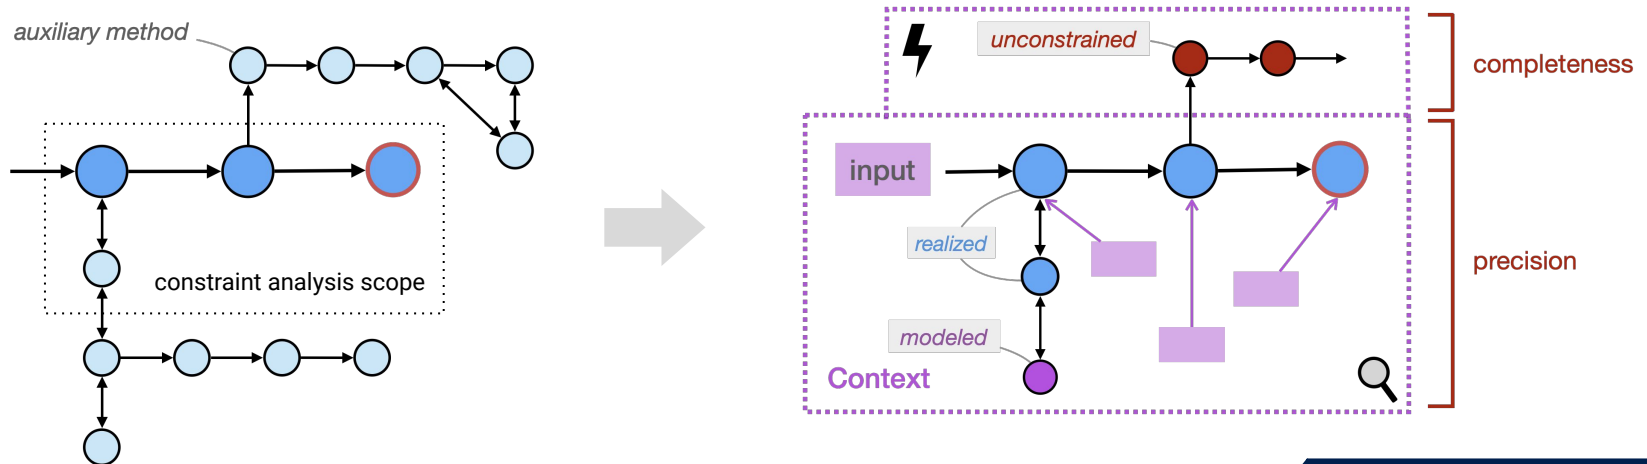 auxiliary method
constraint analysis scope
unconstrained
completeness
input
realized
precision
modeled
Context